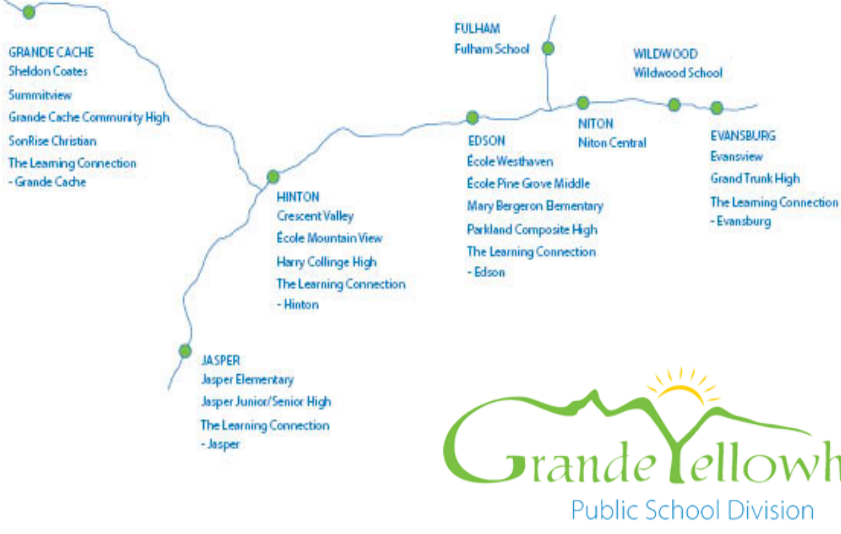 GRANDE CACHE
Sheldon Coates
Summitview
Grande Cache Community High
SonRise Christian
The Learning Connection
- Grande Cache
FULHAM
Fulham School
WILDWOOD
Wildwood School
HINTON
Crescent Valley
École Mountain View
Harry Collinge High
The Learning Connection
- Hinton
EDSON
École Westhaven
École Pine Grove Middle
Mary Bergeron Elementary
Parkland Composite High
The Learning Connection
- Edson
NITON
Niton Central
EVANSBURG
Evansview
Grand Trunk High
The Learning Connection
- Evansburg
JASPER
Jasper Elementary
Jasper Junior/Senior High
The Learning Connection
- Jasper
Grande Yellowh
Public School Division